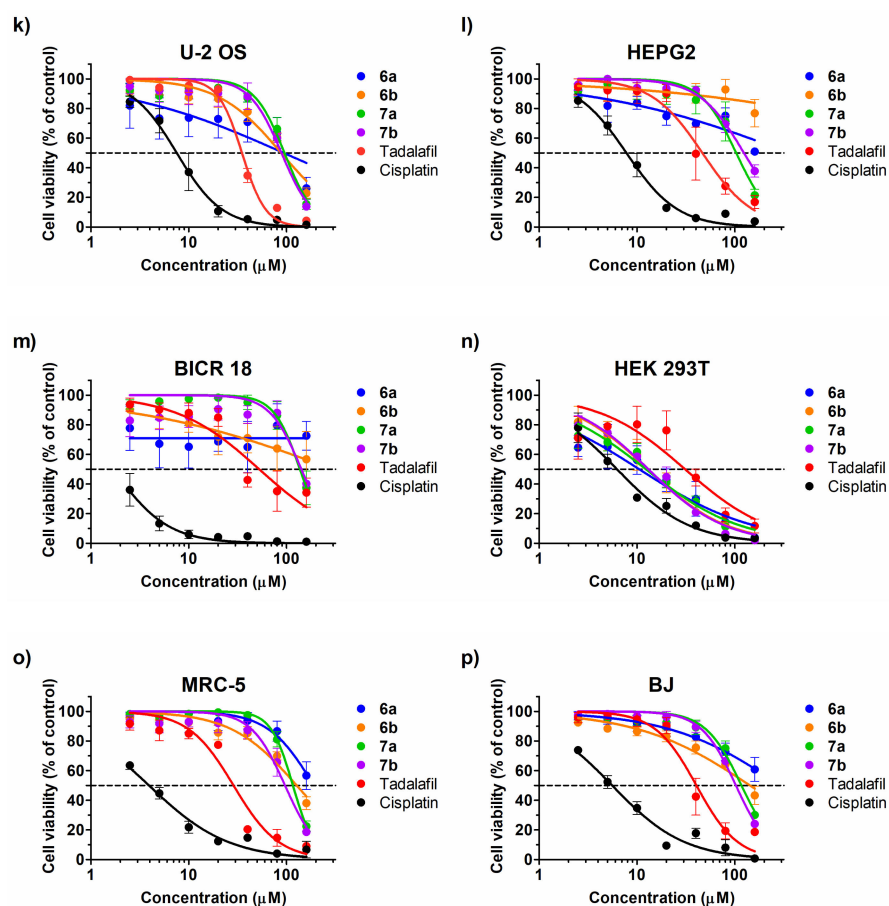 k)
U-2 OS
Cell viability (% of control)
100
80
60
40
20
0
1
10
100
Concentration (μM)
6a
6b
7a
7b
Tadalafil
Cisplatin
l)
HEPG2
Cell viability (% of control)
100
80
60
40
20
0
1
10
100
Concentration (μM)
6a
6b
7a
7b
Tadalafil
Cisplatin
m)
BICR 18
Cell viability (% of control)
100
80
60
40
20
0
1
10
100
Concentration (μM)
6a
6b
7a
7b
Tadalafil
Cisplatin
n)
HEK 293T
Cell viability (% of control)
100
80
60
40
20
0
1
10
100
Concentration (μM)
6a
6b
7a
7b
Tadalafil
Cisplatin
o)
MRC-5
Cell viability (% of control)
100
80
60
40
20
0
1
10
100
Concentration (μM)
6a
6b
7a
7b
Tadalafil
Cisplatin
p)
BJ
Cell viability (% of control)
100
80
60
40
20
0
1
10
100
Concentration (μM)
6a
6b
7a
7b
Tadalafil
Cisplatin